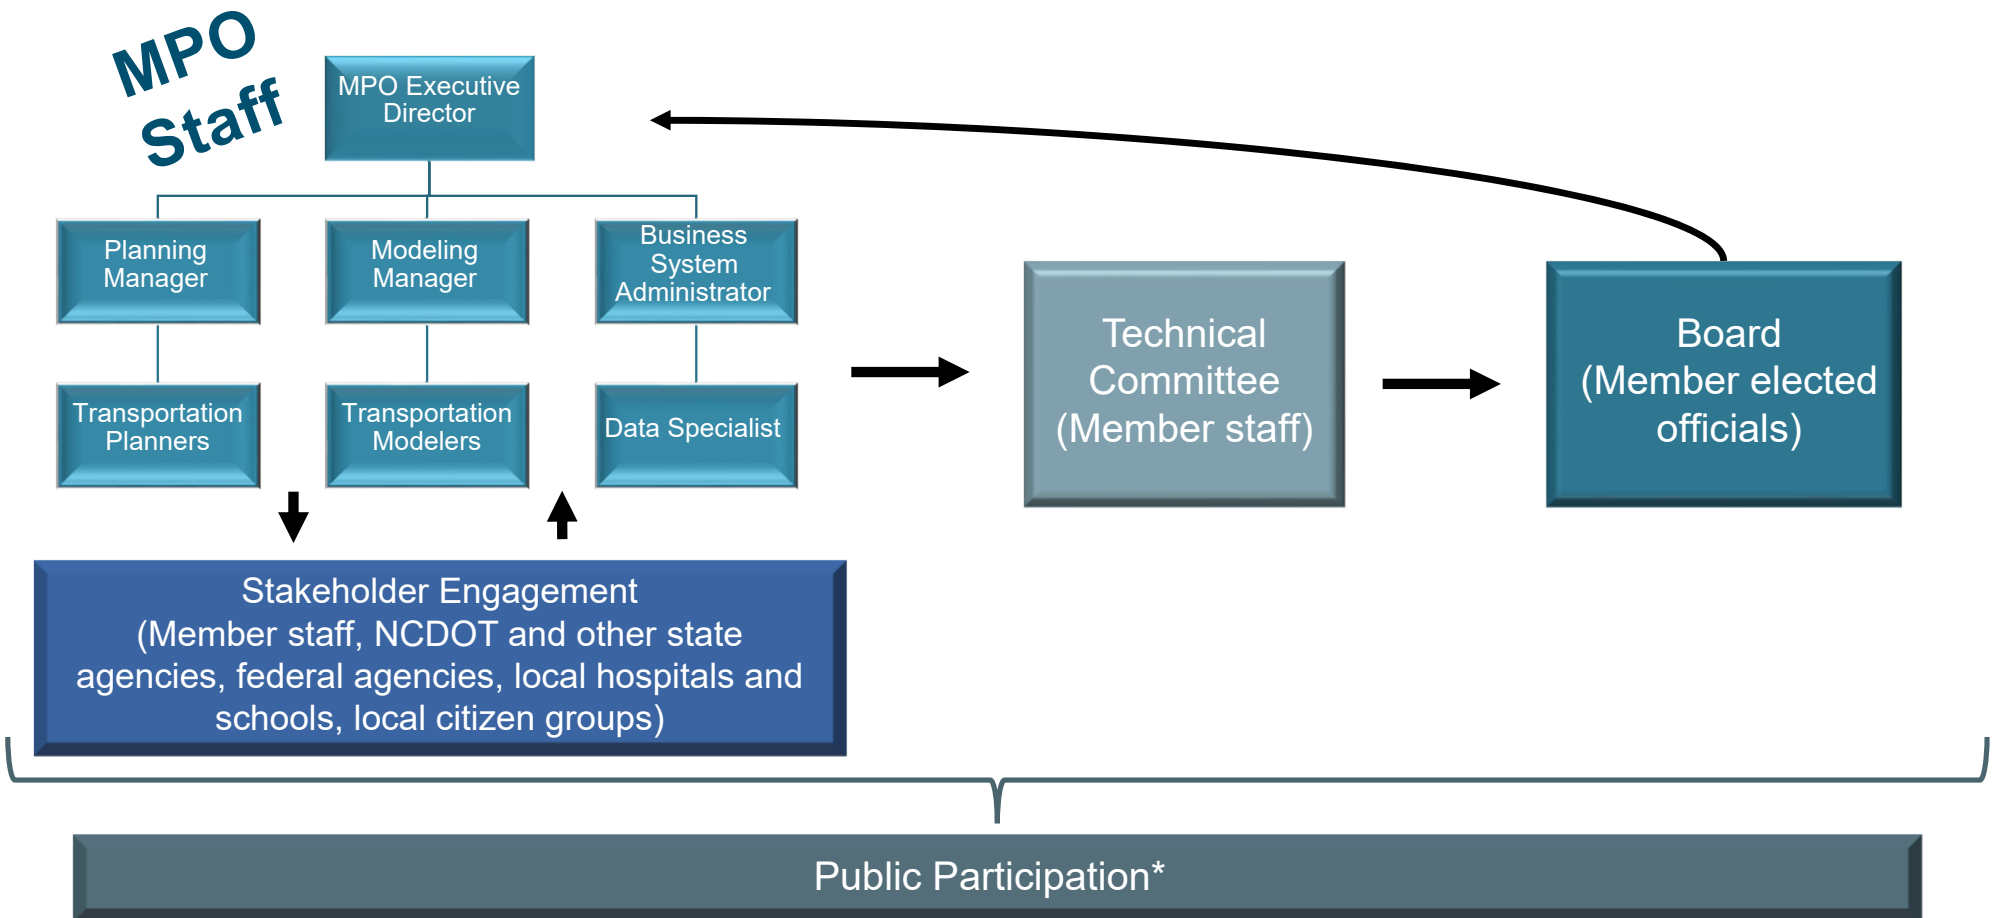 MPO
Staff
MPO Executive
Director
Planning
Manager
Modeling
Manager
Business
System
Administrator
Transportation
Planners
Transportation
Modelers
Data Specialist
Technical
Committee
(Member staff)
Board
(Member elected
officials)
Stakeholder Engagement
(Member staff, NCDOT and other state
agencies, federal agencies, local hospitals and
schools, local citizen groups)
Public Participation*